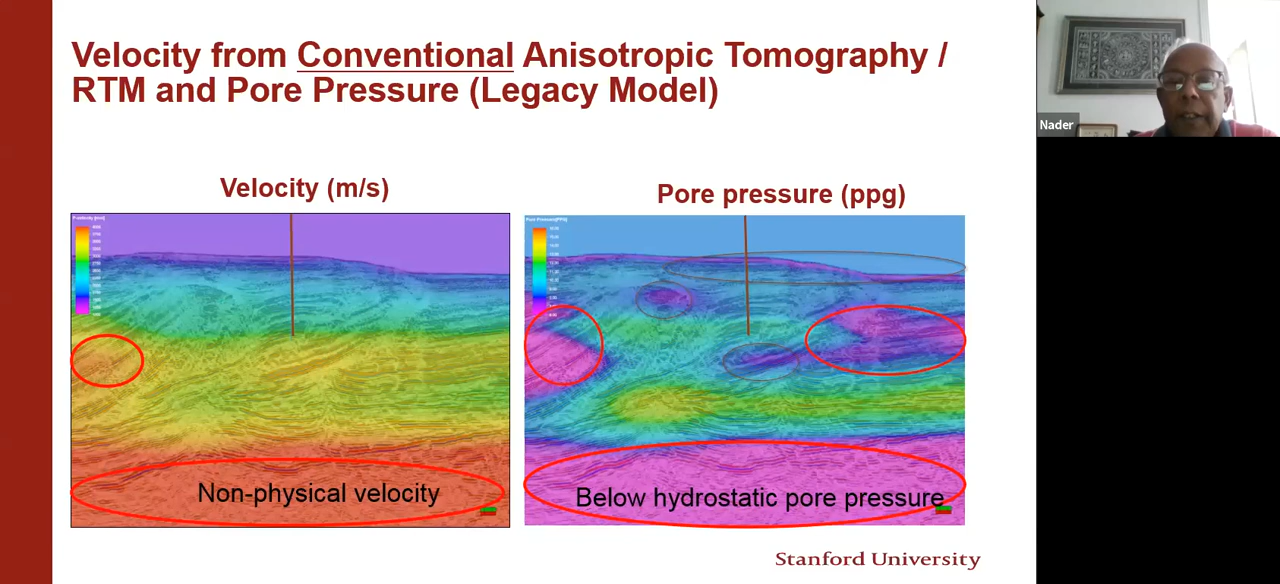 Velocity from Conventional Anisotropic Tomography /
RTM and Pore Pressure (Legacy Model)
Nader
Velocity (m/s)
Pore pressure (ppg)
Non-physical velocity
Below hydrostatic pore pressure
Stanford University